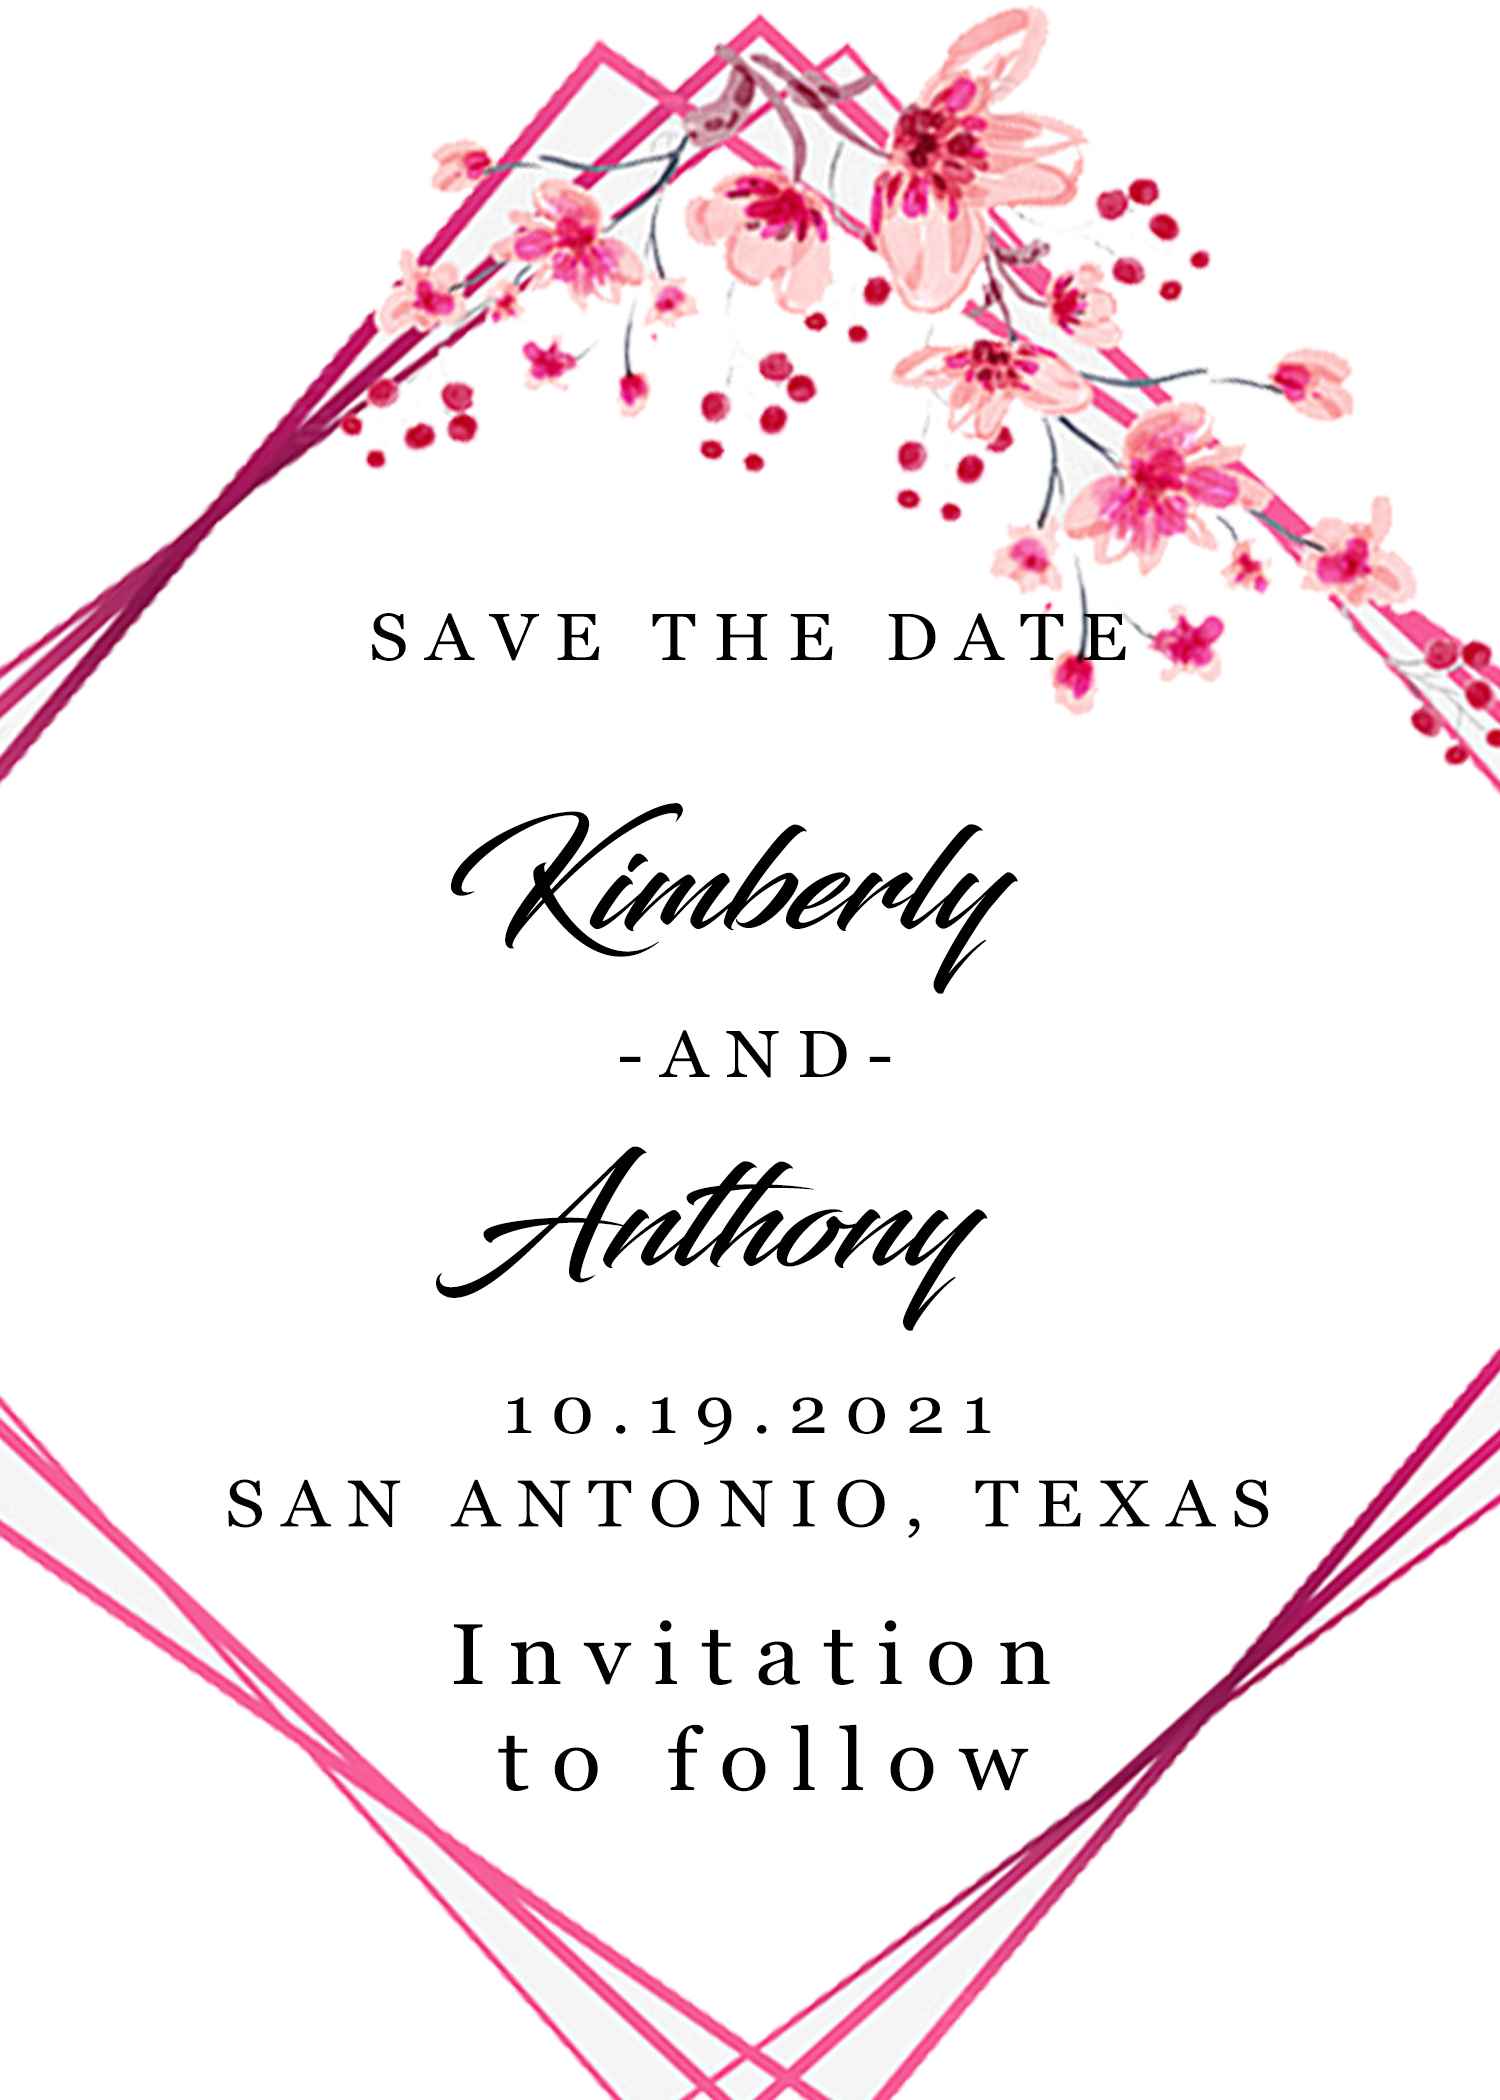 SAVE THE DATE
Kimberly
-AND-
Anthony
10.19.2021
SAN ANTONIO, TEXAS
Invitation
to follow